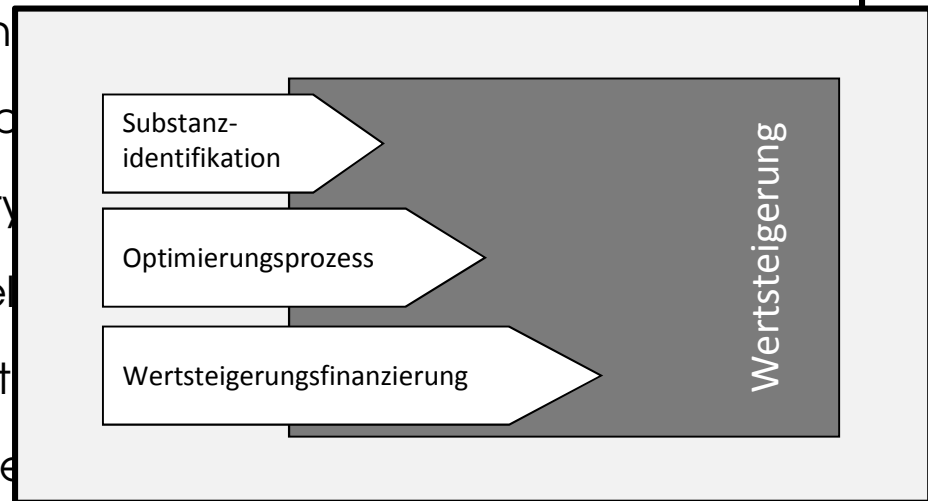 Substanz-
identifikation
Optimierungsprozess
Wertsteigerungsfinanzierung
Wertsteigerung